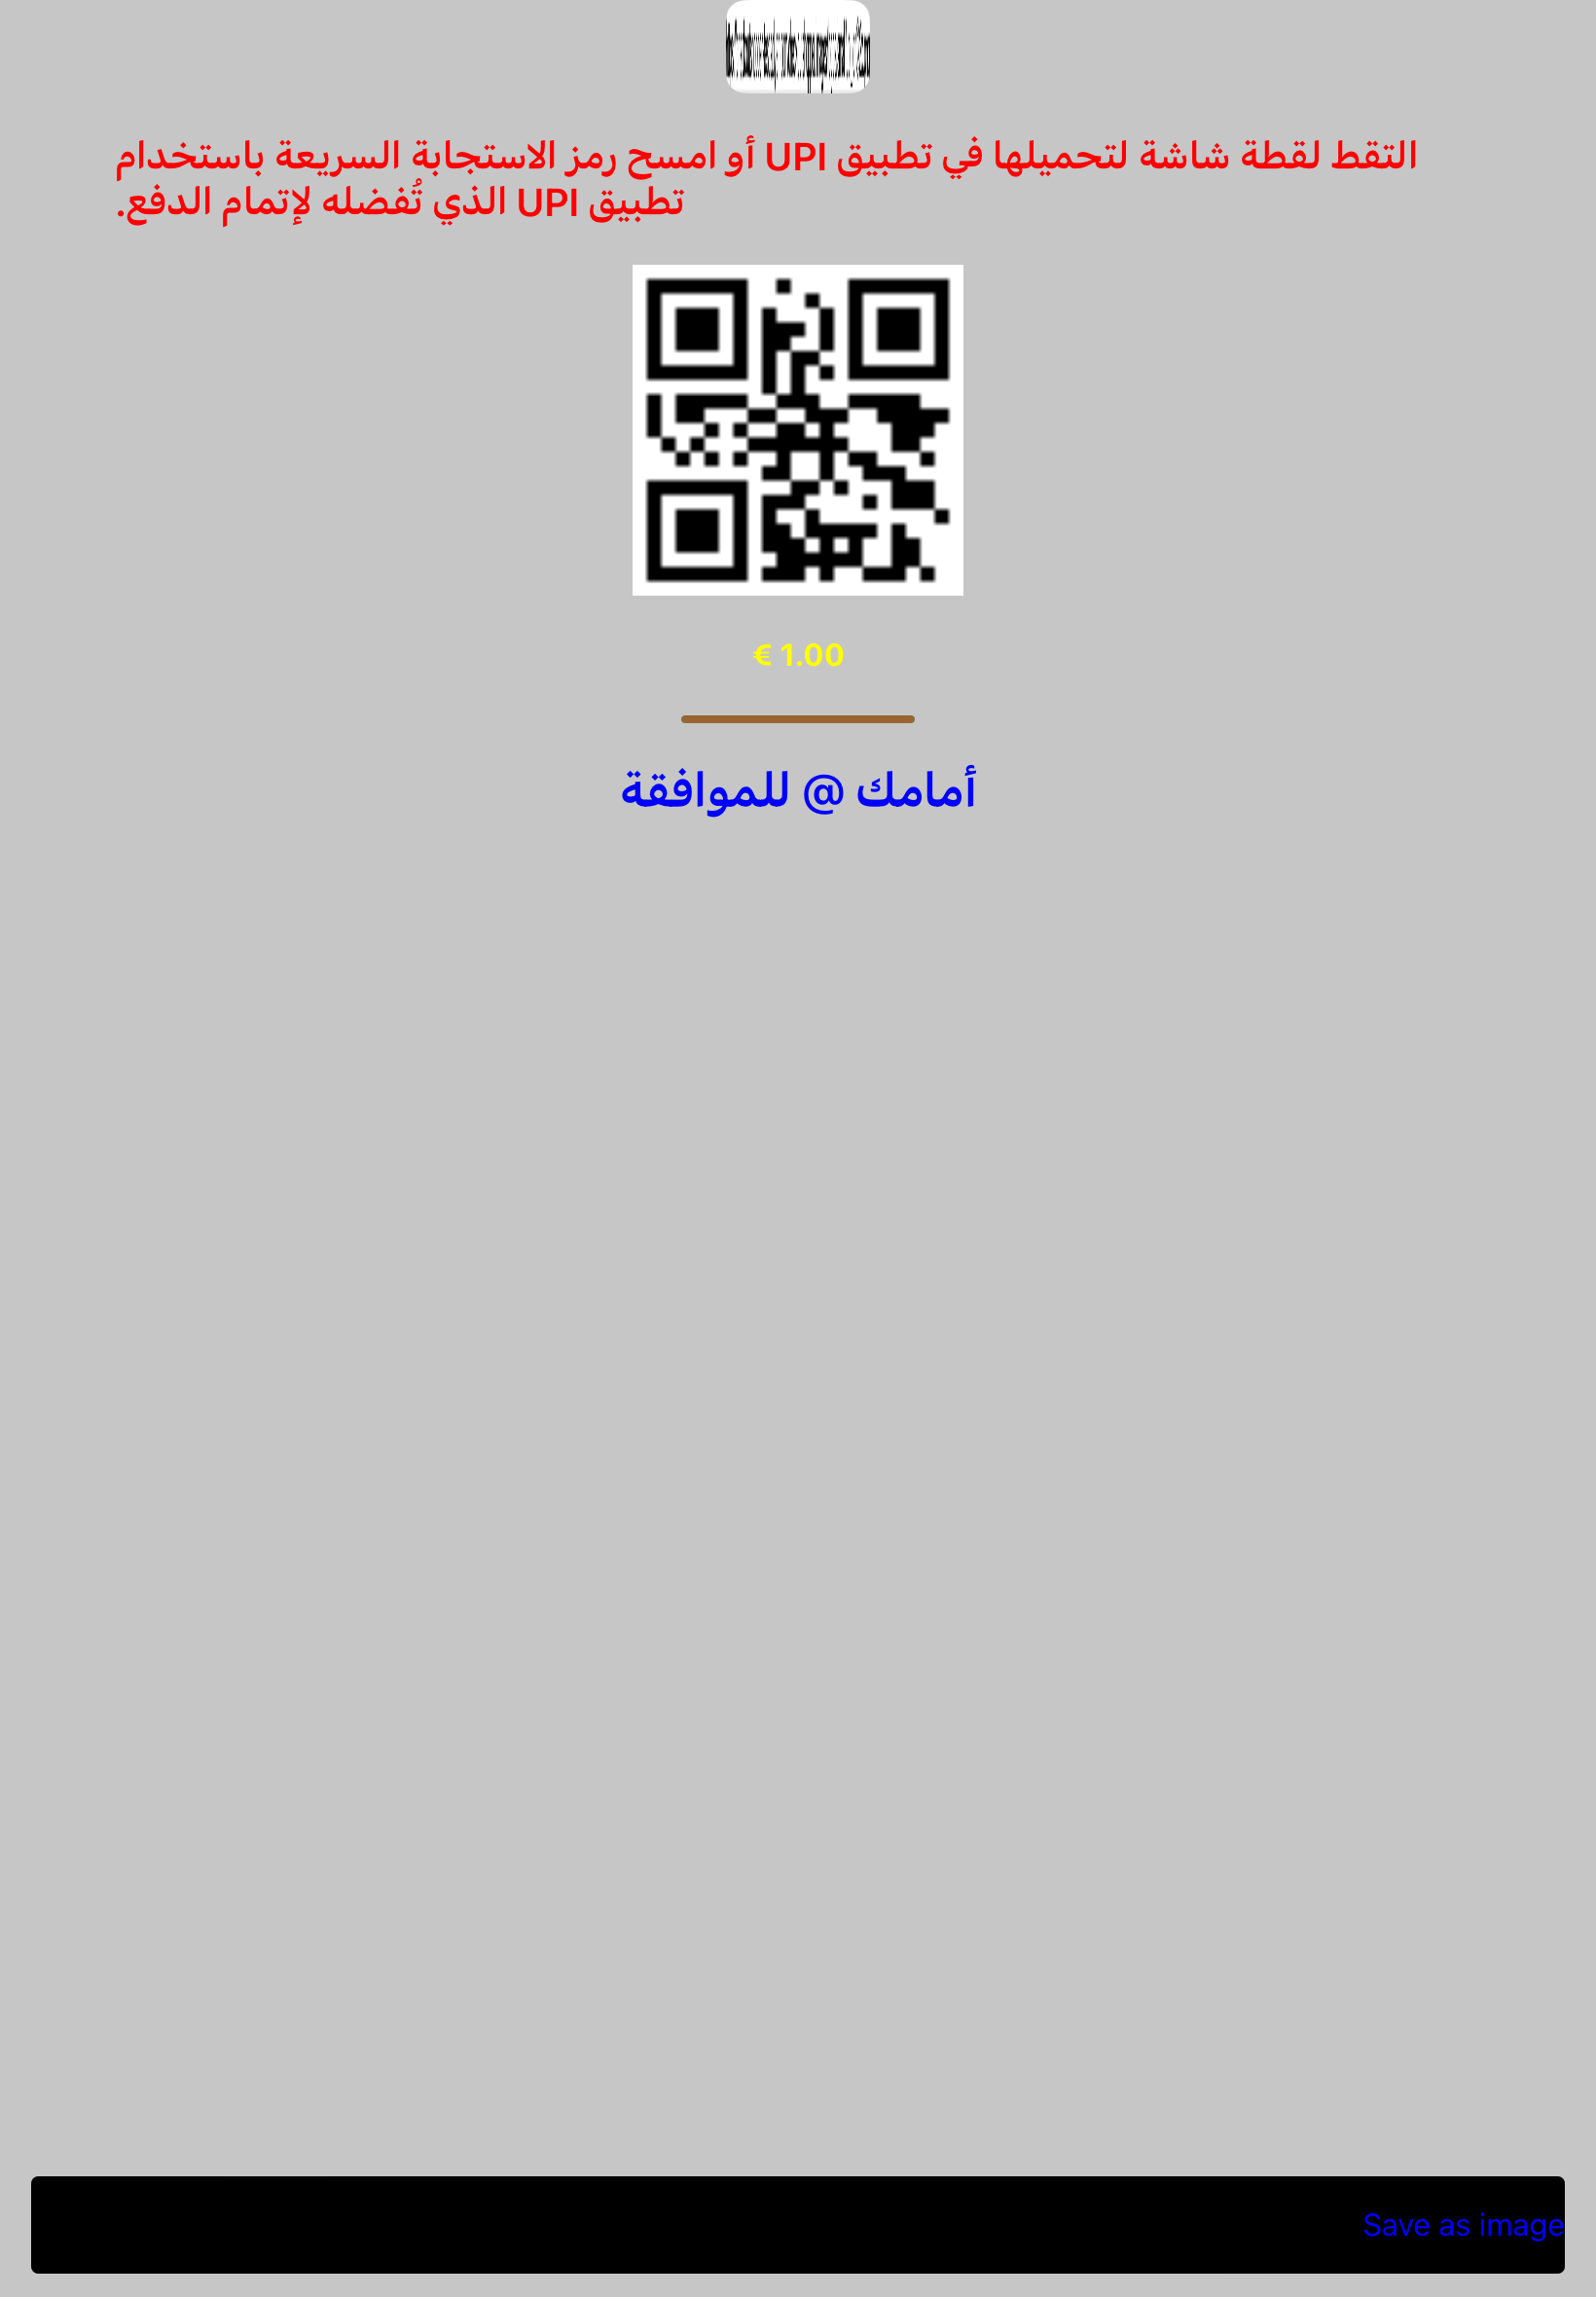 التقط لقطة شاشة لتحميلها في تطبيق UPI أو امسح رمز الاستجابة السريعة باستخدام
تطبيق UPI الذي تُفضله لإتمام الدفع.
€ 1.00
أمامك @ للموافقة
Save as image